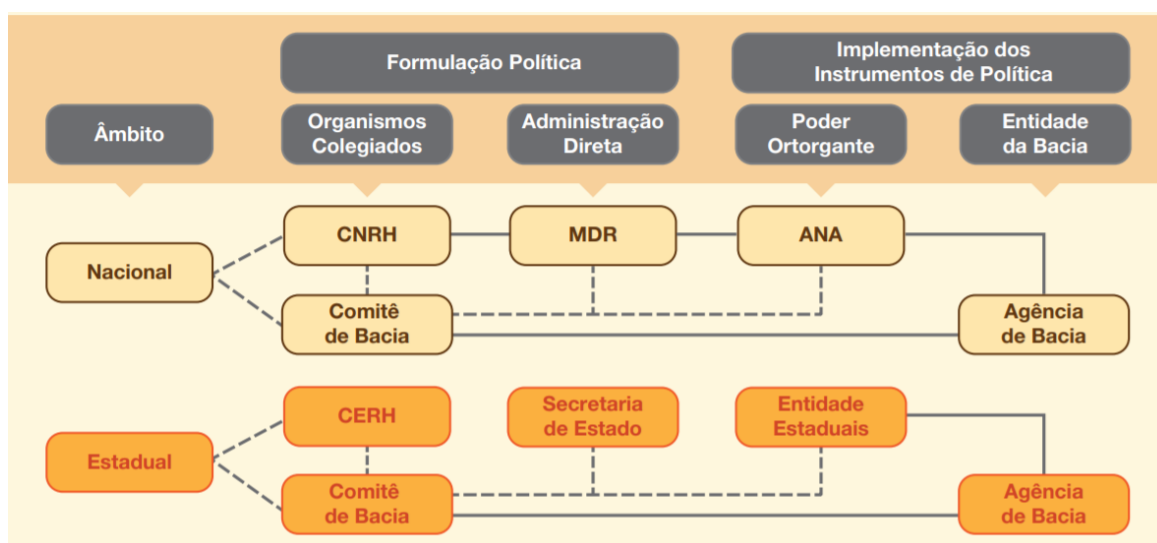 Formulação Política
Implementação dos
Instrumentos de Política
Âmbito
Organismos
Colegiados
Administração
Direta
Poder
Ortorgante
Entidade
da Bacia
Nacional
CNRH
MDR
ANA
Comitê
de Bacia
Agência
de Bacia
Estadual
CERH
Secretaria
de Estado
Entidade
Estaduais
Comitê
de Bacia
Agência
de Bacia